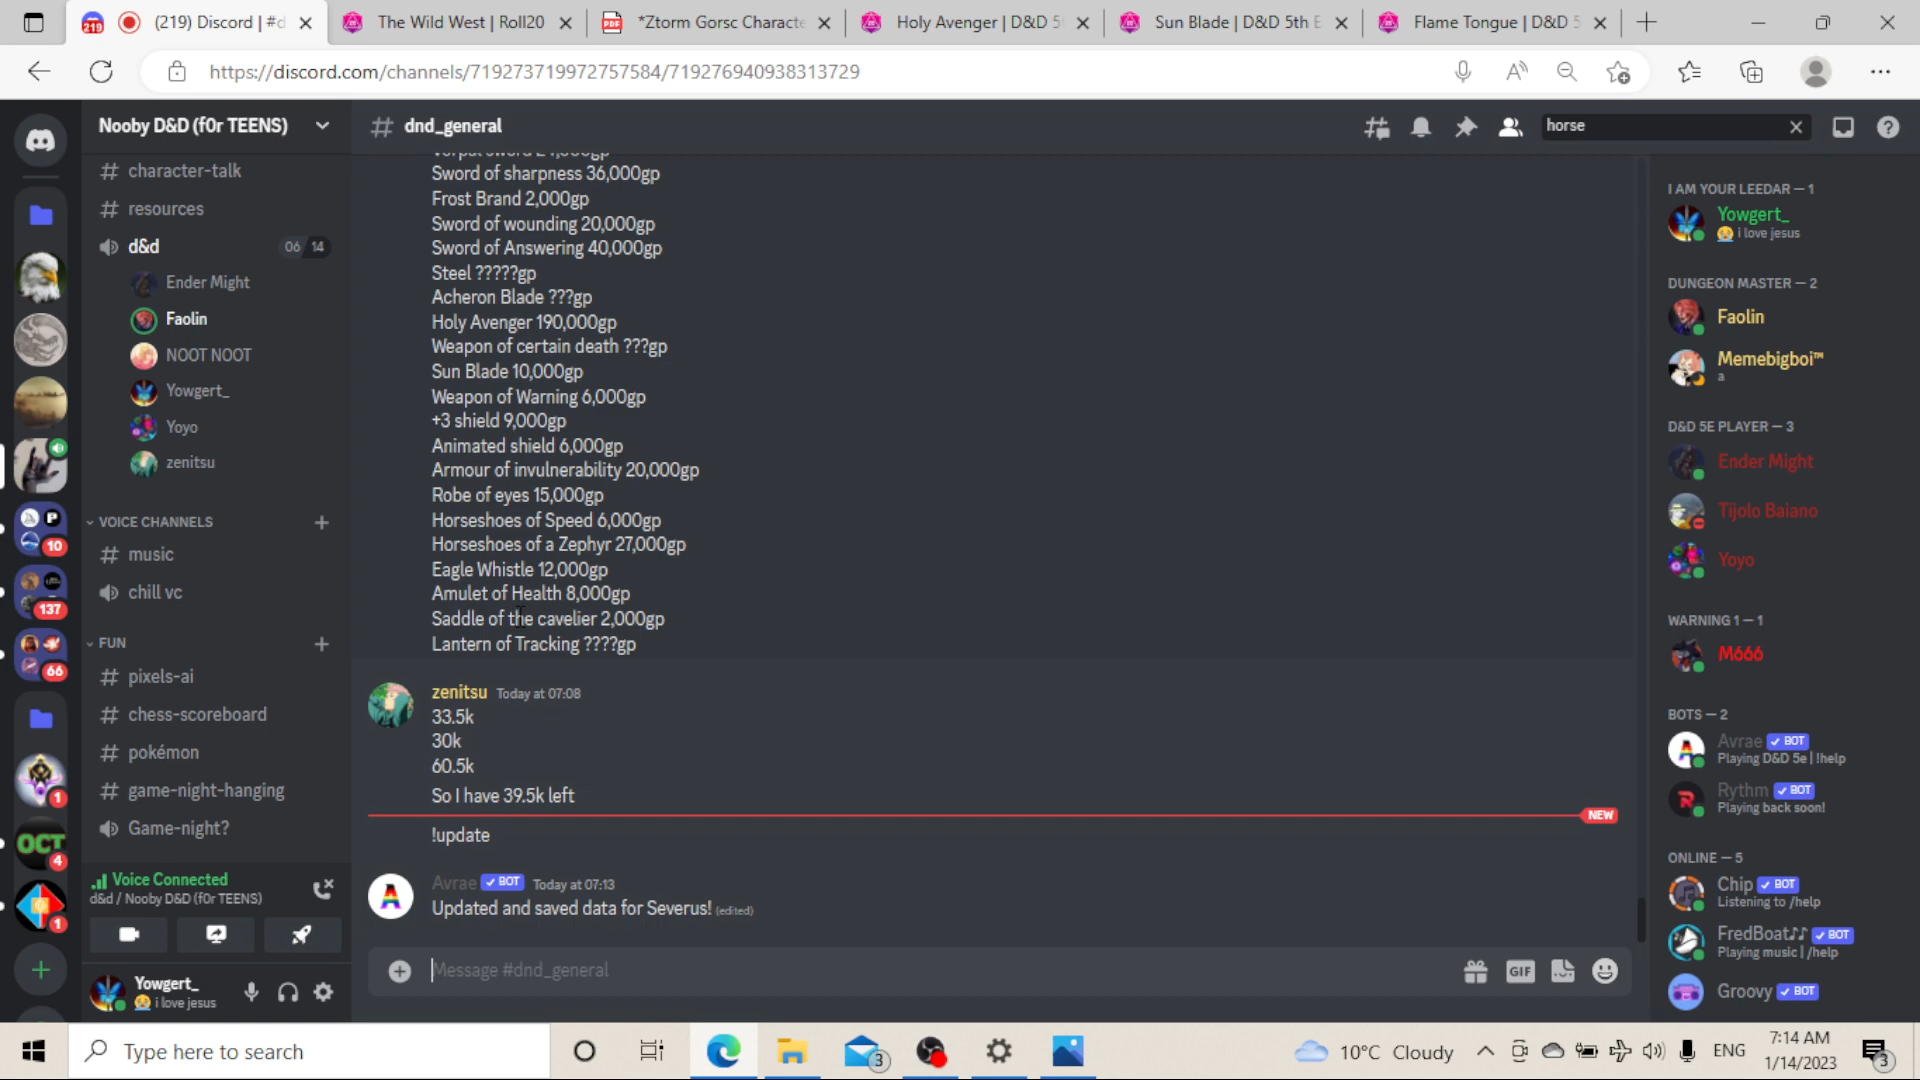 219
(219) Discord | #d
The Wild West | Roll20
*Ztorm Gorsc Characte
Holy Avenger | D&D 5
Sun Blade | D&D 5th E
Flame Tongue | D&D 5
https://discord.com/channels/719273719972757584/719276940938313729
Nooby D&D (f0r TEENS)
dnd_general
horse
character-talk
resources
d&d
06 14
Ender Might
Faolin
NOOT NOOT
Yowgert_
Yoyo
zenitsu
VOICE CHANNELS
music
chill vc
FUN
pixels-ai
chess-scoreboard
pokémon
game-night-hanging
Game-night?
Voice Connected
d&d / Nooby D&D (f0r TEENS)
Yowgert_
i love jesus
10
137
66
1
OCT
4
1
Sword of sharpness 36,000gp
Frost Brand 2,000gp
Sword of wounding 20,000gp
Sword of Answering 40,000gp
Steel ?????gp
Acheron Blade ???gp
Holy Avenger 190,000gp
Weapon of certain death ???gp
Sun Blade 10,000gp
Weapon of Warning 6,000gp
+3 shield 9,000gp
Animated shield 6,000gp
Armour of invulnerability 20,000gp
Robe of eyes 15,000gp
Horseshoes of Speed 6,000gp
Horseshoes of a Zephyr 27,000gp
Eagle Whistle 12,000gp
Amulet of Health 8,000gp
Saddle of the cavelier 2,000gp
Lantern of Tracking ????gp
zenitsu Today at 07:08
33.5k
30k
60.5k
So I have 39.5k left
NEW
!update
Avrae BOT Today at 07:13
Updated and saved data for Severus! (edited)
Message #dnd_general
GIF
I AM YOUR LEEDAR — 1
Yowgert_
i love jesus
DUNGEON MASTER — 2
Faolin
Memebigboi™
a
D&D 5E PLAYER — 3
Ender Might
Tijolo Baiano
Yoyo
WARNING 1 — 1
M666
BOTS — 2
Avrae BOT
Playing D&D 5e | !help
Rythm BOT
Playing back soon!
ONLINE — 5
Chip BOT
Listening to /help
FredBoat♪♪ BOT
Playing music | /help
Groovy BOT
Type here to search
3
10°C Cloudy
ENG
7:14 AM
1/14/2023
3